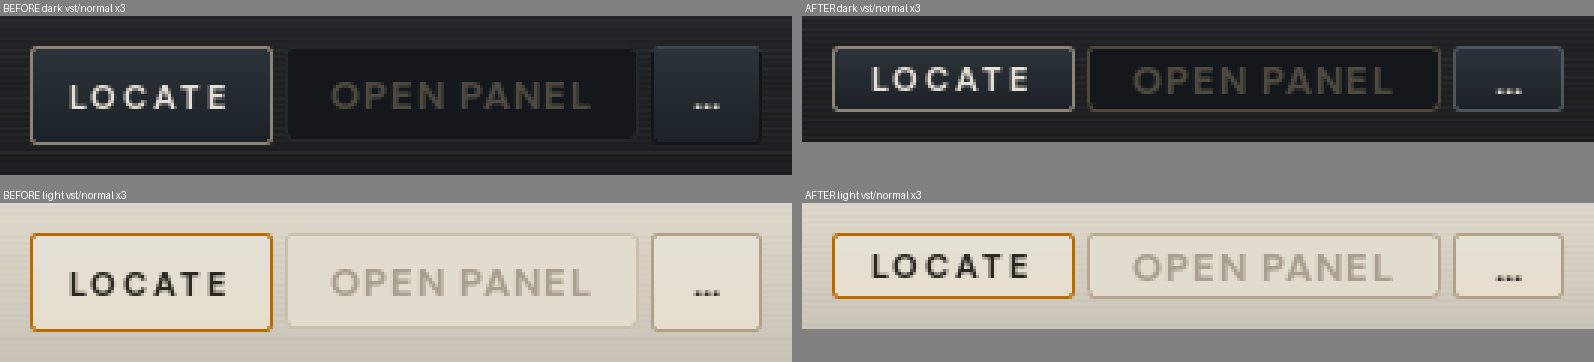 BEFORE dark vst/normal x3
AFTER dark vst/normal x3
LOCATE OPEN PANEL ...
LOCATE OPEN PANEL ...
BEFORE light vst/normal x3
AFTER light vst/normal x3
LOCATE OPEN PANEL ...
LOCATE OPEN PANEL ...